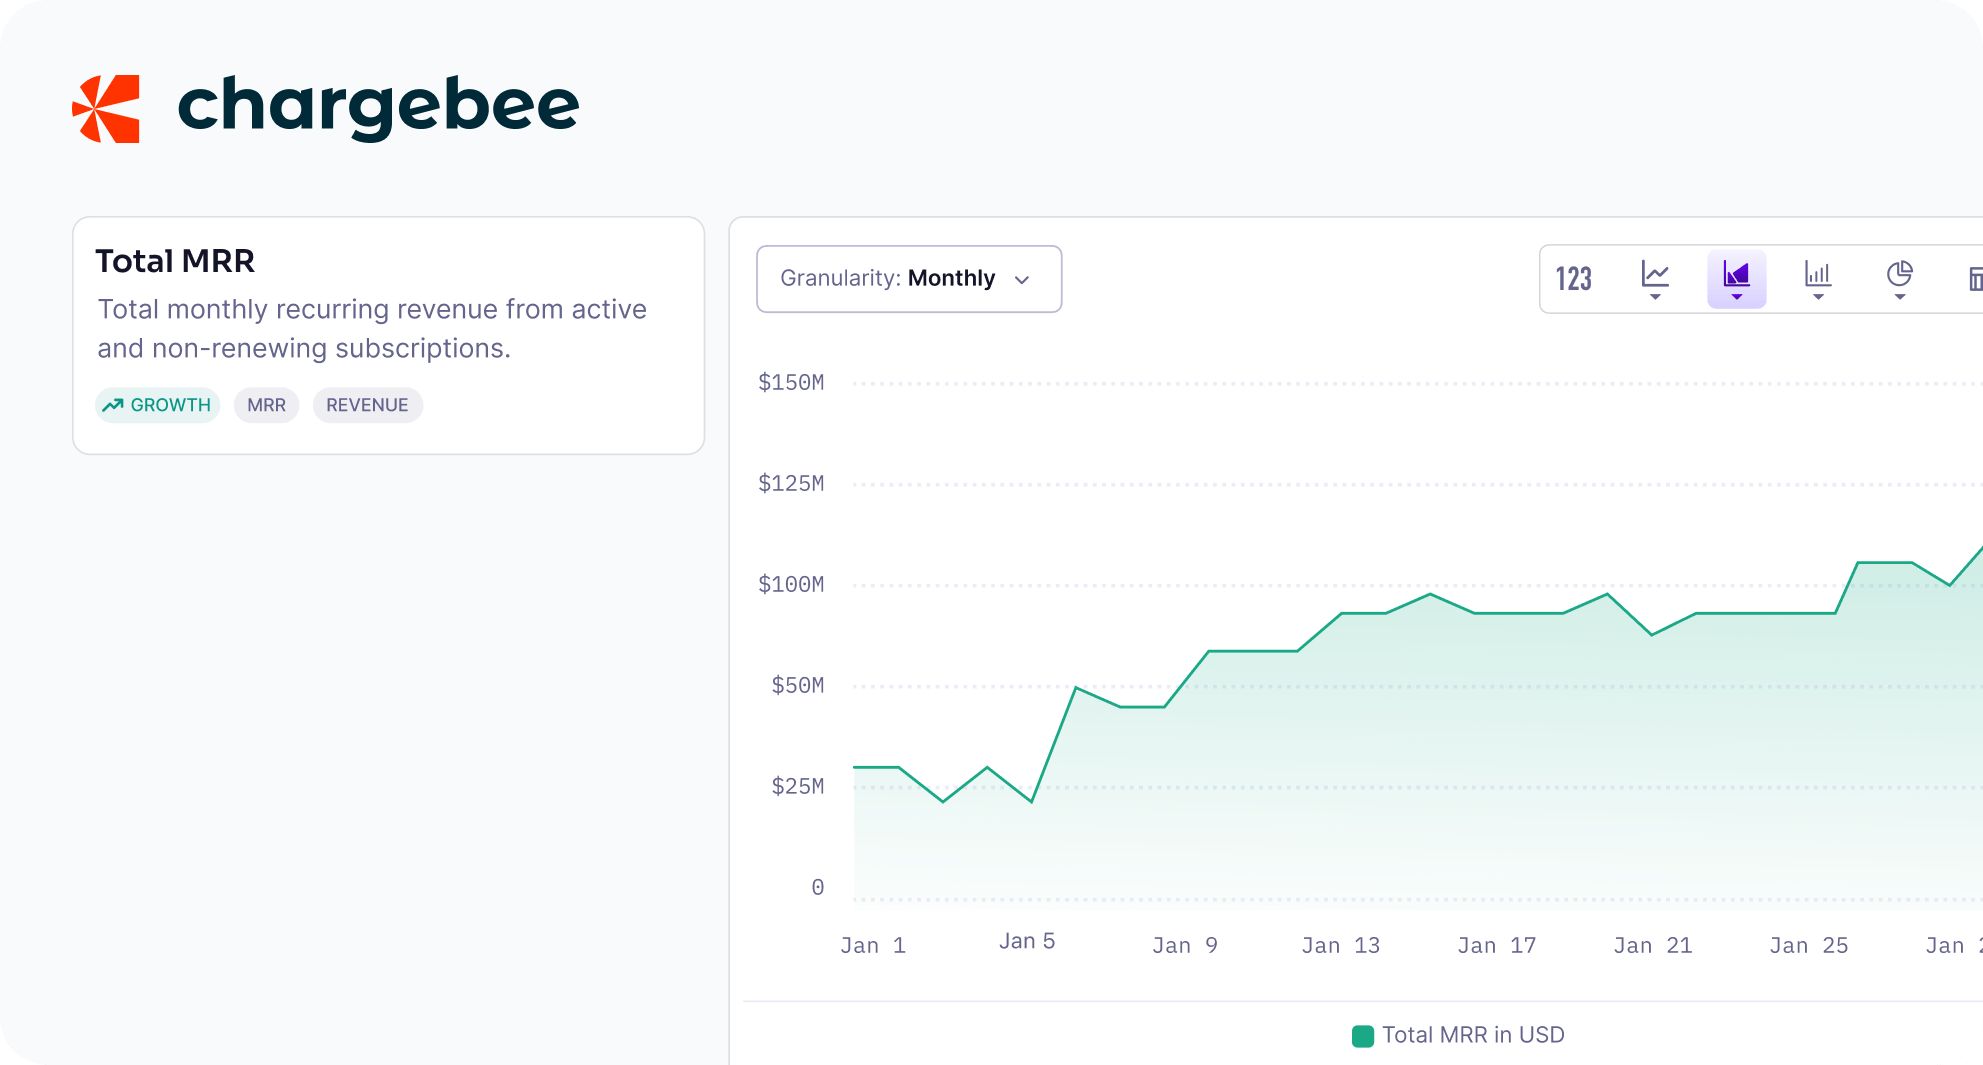 chargebee
Total MRR
Total monthly recurring revenue from active
and non-renewing subscriptions.
GROWTH MRR REVENUE
Granularity: Monthly
123
$150M
$125M
$100M
$50M
$25M
0
Jan 1 Jan 5 Jan 9 Jan 13 Jan 17 Jan 21 Jan 25 Jan
Total MRR in USD